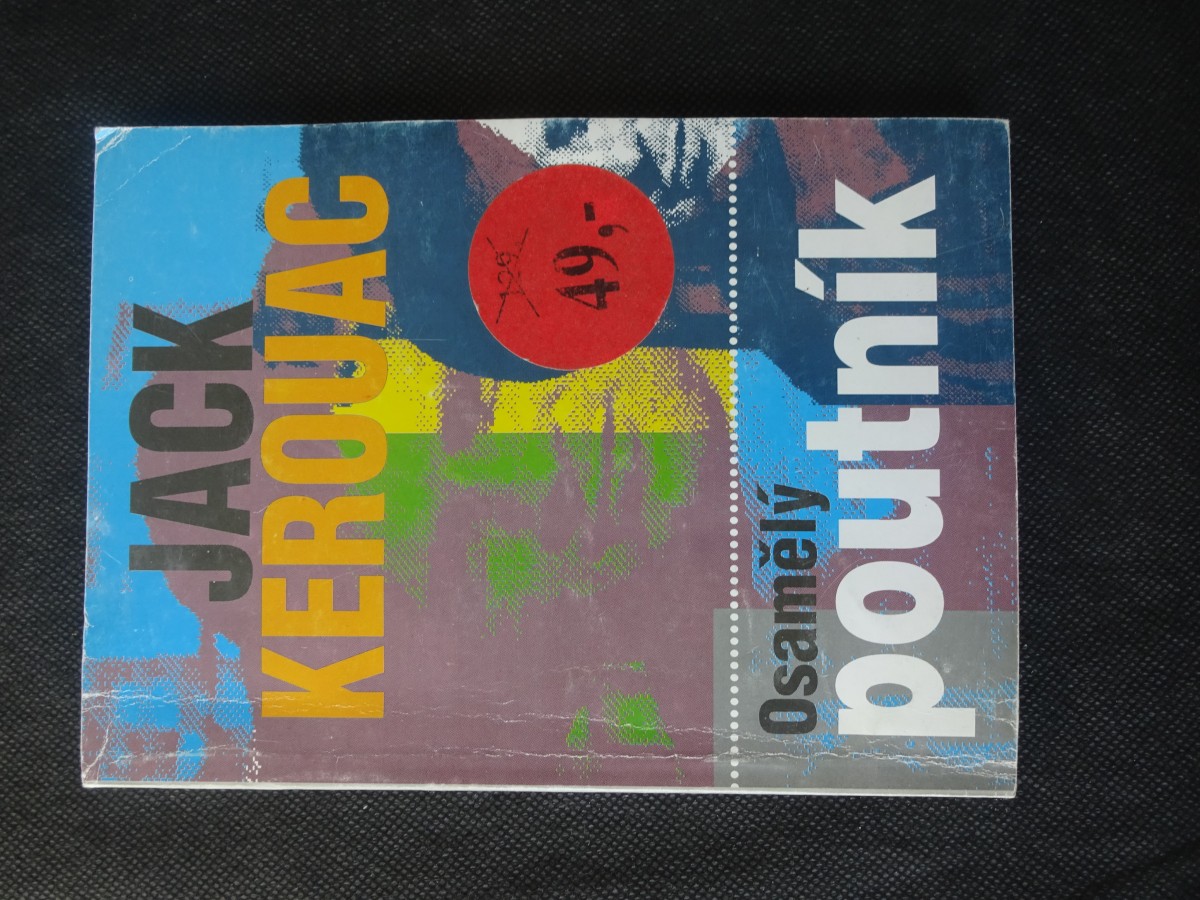 JACK
KEROUAC
49,-
Osamělý
poutník